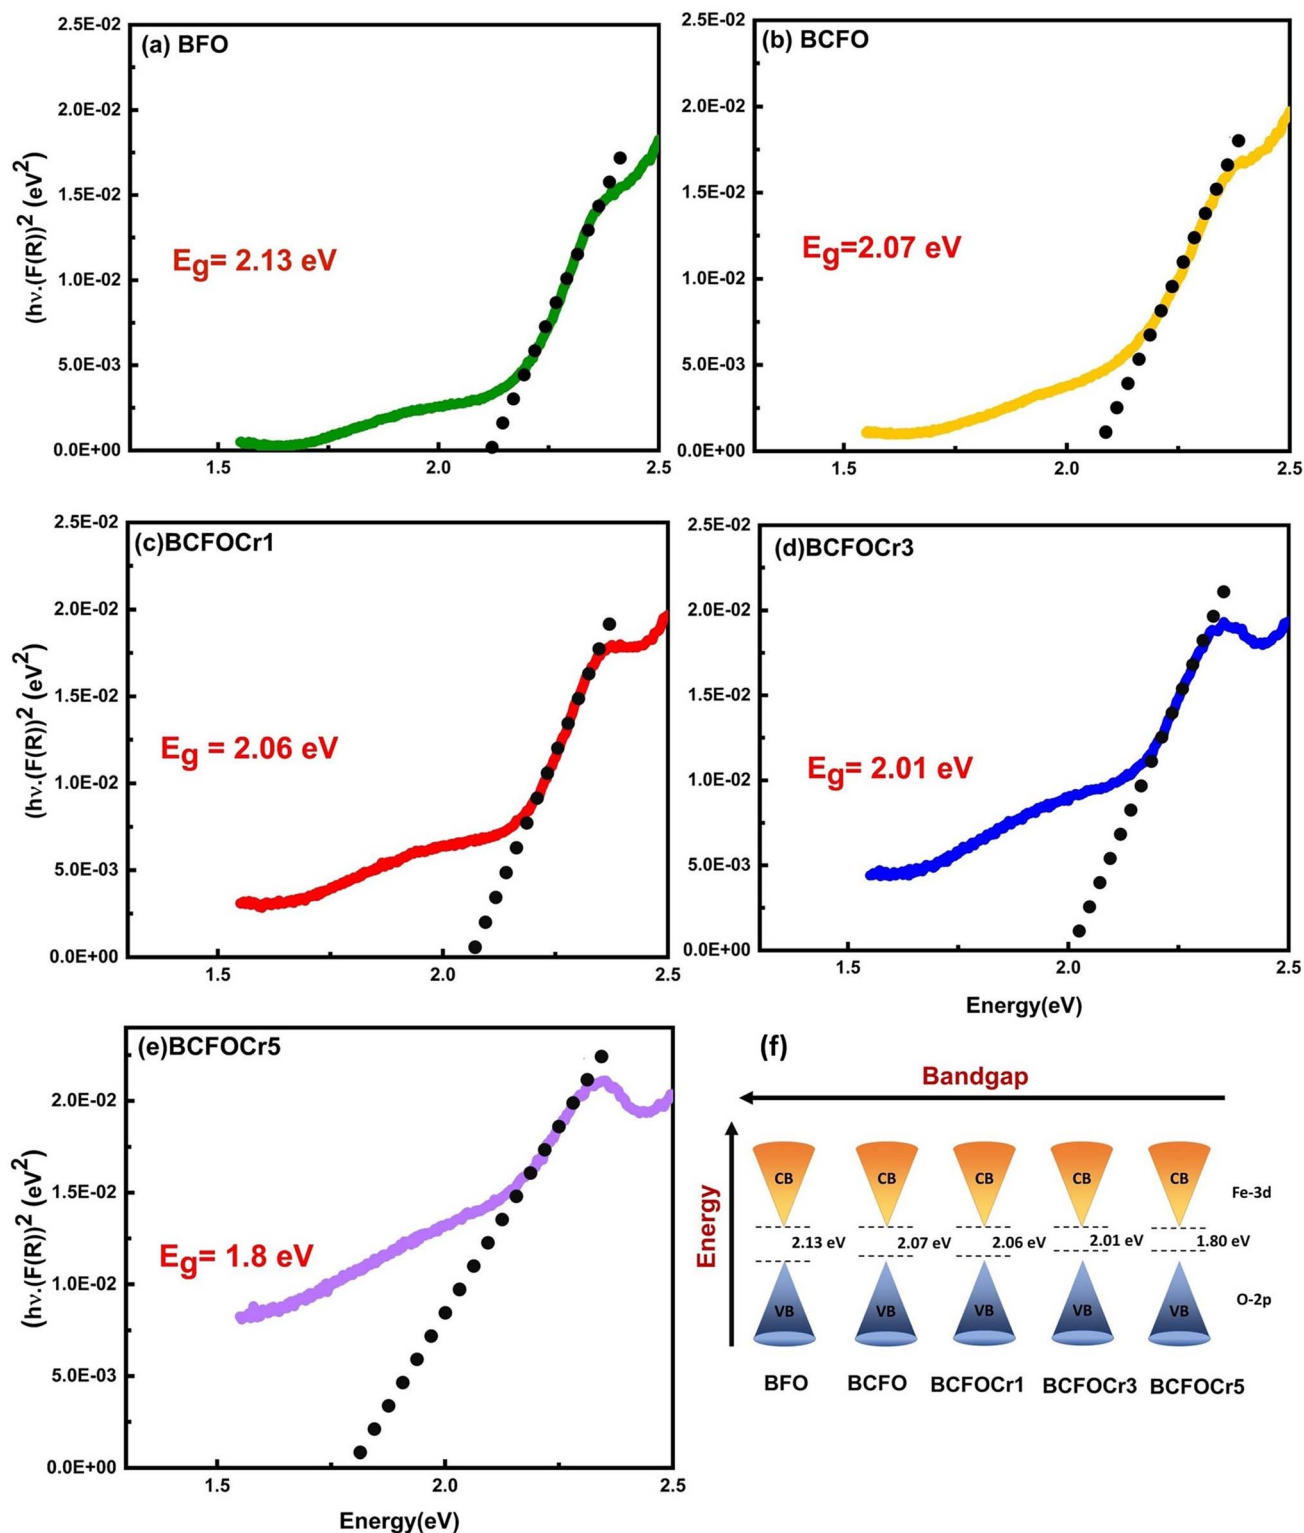 (a) BFO
2.5E-02
2.0E-02
1.5E-02
1.0E-02
5.0E-03
0.0E+00
(hν.(F(R))² (eV²)
Eg= 2.13 eV
1.5
2.0
2.5
(b) BCFO
2.5E-02
2.0E-02
1.5E-02
1.0E-02
5.0E-03
0.0E+00
Eg=2.07 eV
1.5
2.0
2.5
(c)BCFOCr1
2.5E-02
2.0E-02
1.5E-02
1.0E-02
5.0E-03
0.0E+00
(hν.(F(R))² (eV²)
Eg = 2.06 eV
1.5
2.0
2.5
(d)BCFOCr3
2.5E-02
2.0E-02
1.5E-02
1.0E-02
5.0E-03
0.0E+00
Eg= 2.01 eV
1.5
2.0
2.5
Energy(eV)
(e)BCFOCr5
2.0E-02
1.5E-02
1.0E-02
5.0E-03
0.0E+00
(hν.(F(R))² (eV²)
Eg= 1.8 eV
1.5
2.0
2.5
Energy(eV)
(f)
Bandgap
Energy
CB CB CB CB CB
Fe-3d
2.13 eV 2.07 eV 2.06 eV 2.01 eV 1.80 eV
O-2p
VB VB VB VB VB
BFO BCFO BCFOCr1 BCFOCr3 BCFOCr5